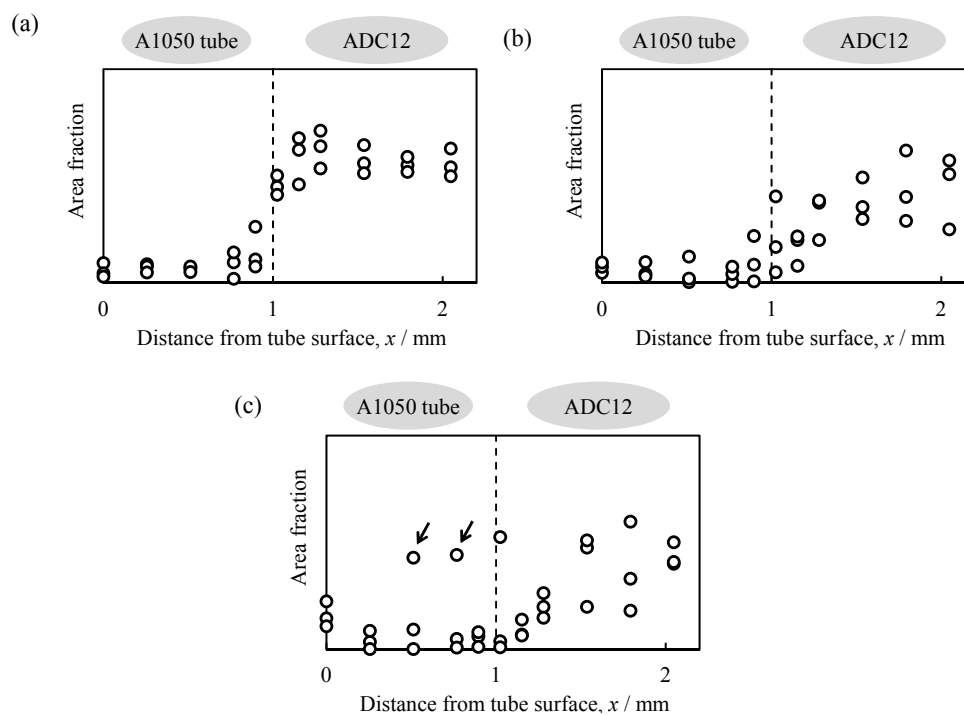 (a)
A1050 tube
ADC12
Area fraction
0
1
2
Distance from tube surface, x / mm
(b)
A1050 tube
ADC12
Area fraction
0
1
2
Distance from tube surface, x / mm
(c)
A1050 tube
ADC12
Area fraction
0
1
2
Distance from tube surface, x / mm